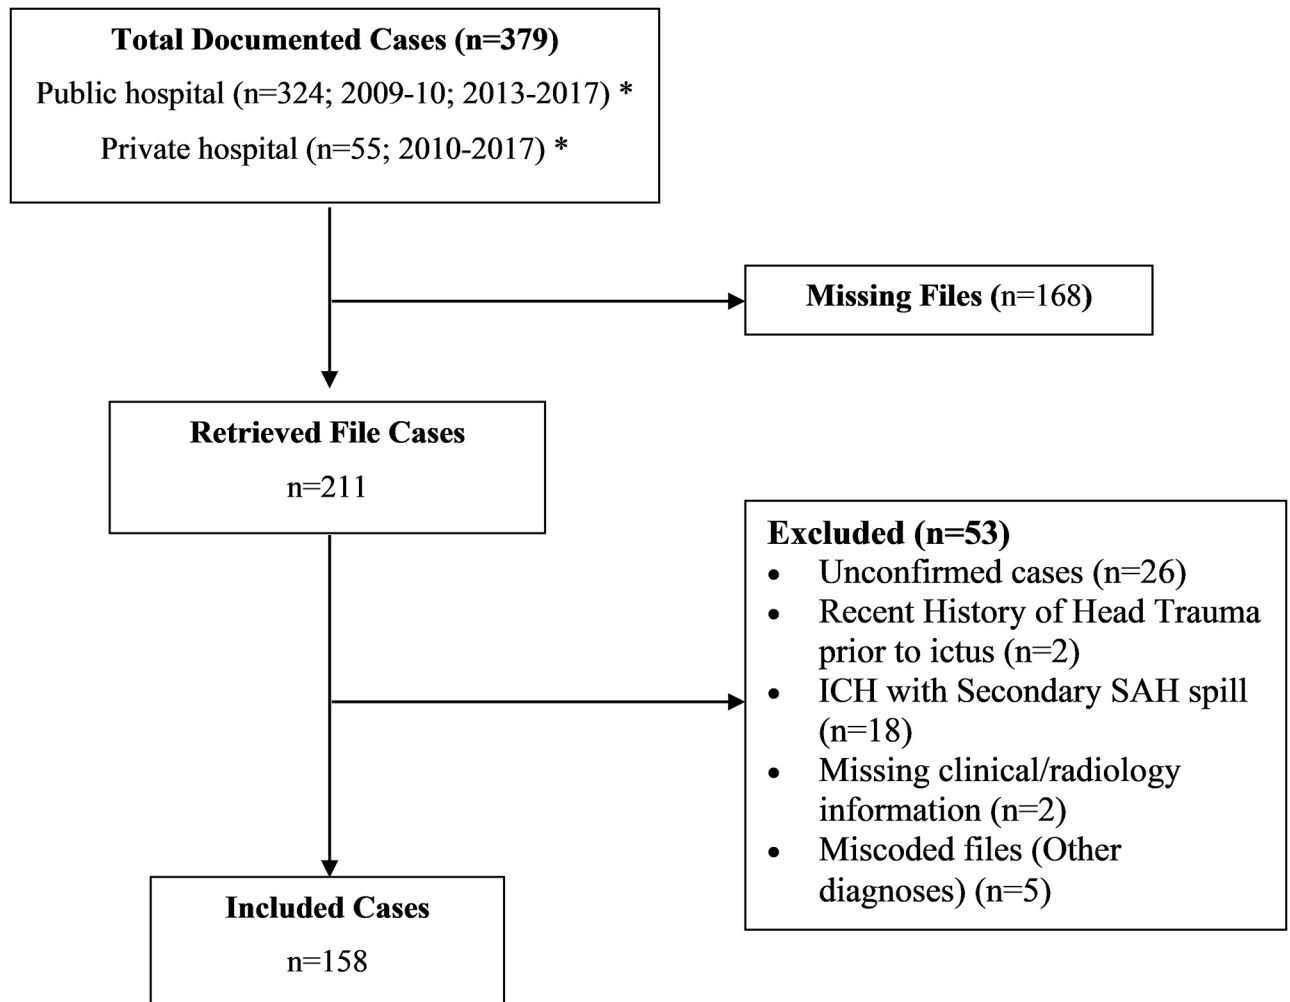 Total Documented Cases (n=379)
Public hospital (n=324; 2009-10; 2013-2017) *
Private hospital (n=55; 2010-2017) *
Missing Files (n=168)
Retrieved File Cases
n=211
Excluded (n=53)
• Unconfirmed cases (n=26)
• Recent History of Head Trauma
prior to ictus (n=2)
• ICH with Secondary SAH spill
(n=18)
• Missing clinical/radiology
information (n=2)
• Miscoded files (Other
diagnoses) (n=5)
Included Cases
n=158